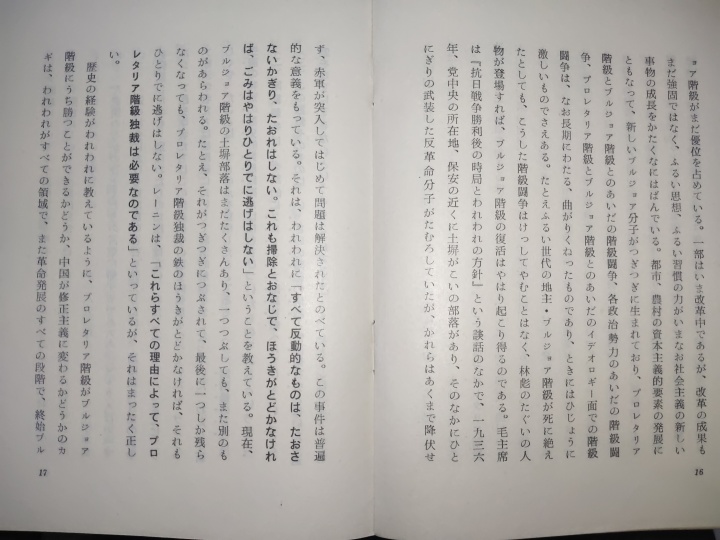 ョア階級がまだ優位を占めている。一部はいま改革中であるが、改革の成果も
まだ強固ではなく、ふるい思想、ふるい習慣の力がいまなお社会主義の新しい
事物の成長をかたくなにはばんでいる。都市、農村の資本主義的要素の発展に
ともなって、新しいブルジョア分子がつぎつぎに生まれており、プロレタリア
階級とブルジョア階級とのあいだの階級闘争、各政治勢力のあいだの階級闘
争、プロレタリア階級とブルジョア階級とのあいだのイデオロギー面での階級
闘争は、なお長期にわたる、曲がりくねったものであり、ときにはひじょうに
激しいものでさえある。たとえふるい世代の地主・ブルジョア階級が死に絶え
たとしても、こうした階級闘争はけっしてやむことはなく、林彪のたぐいの人
物が登場すれば、ブルジョア階級の復活はやはり起こり得るのである。毛主席
は『抗日戦争勝利後の時局とわれわれの方針』という談話のなかで、一九三六
年、党中央の所在地、保安の近くに土塀がこいの部落があり、そのなかにひと
にぎりの武装した反革命分子がたむろしていたが、かれらはあくまで降伏せ
16
ず、赤軍が突入してはじめて問題は解決されたとのべている。この事件は普遍
的な意義をもっている。それは、われわれに「すべて反動的なものは、たおさ
ないかぎり、たおれはしない。これも掃除とおなじで、ほうきがとどかなけれ
ば、ごみはやはりひとりでに逃げはしない」ということを教えている。現在、
ブルジョア階級の土塀部落はまだたくさんあり、一つつぶしても、また別のも
のがあらわれる。たとえ、それがつぎつぎにつぶされて、最後に一つしか残ら
なくなっても、プロレタリア階級独裁の鉄のほうきがとどかなければ、それも
ひとりでに逃げはしない。レーニンは、「これらすべての理由によって、プロ
レタリア階級独裁は必要なのである」といっているが、それはまったく正し
い。
歴史の経験がわれわれに教えているように、プロレタリア階級がブルジョア
階級にうち勝つことができるかどうか、中国が修正主義に変わるかどうかのカ
ギは、われわれがすべての領域で、また革命発展のすべての段階で、終始ブル
17